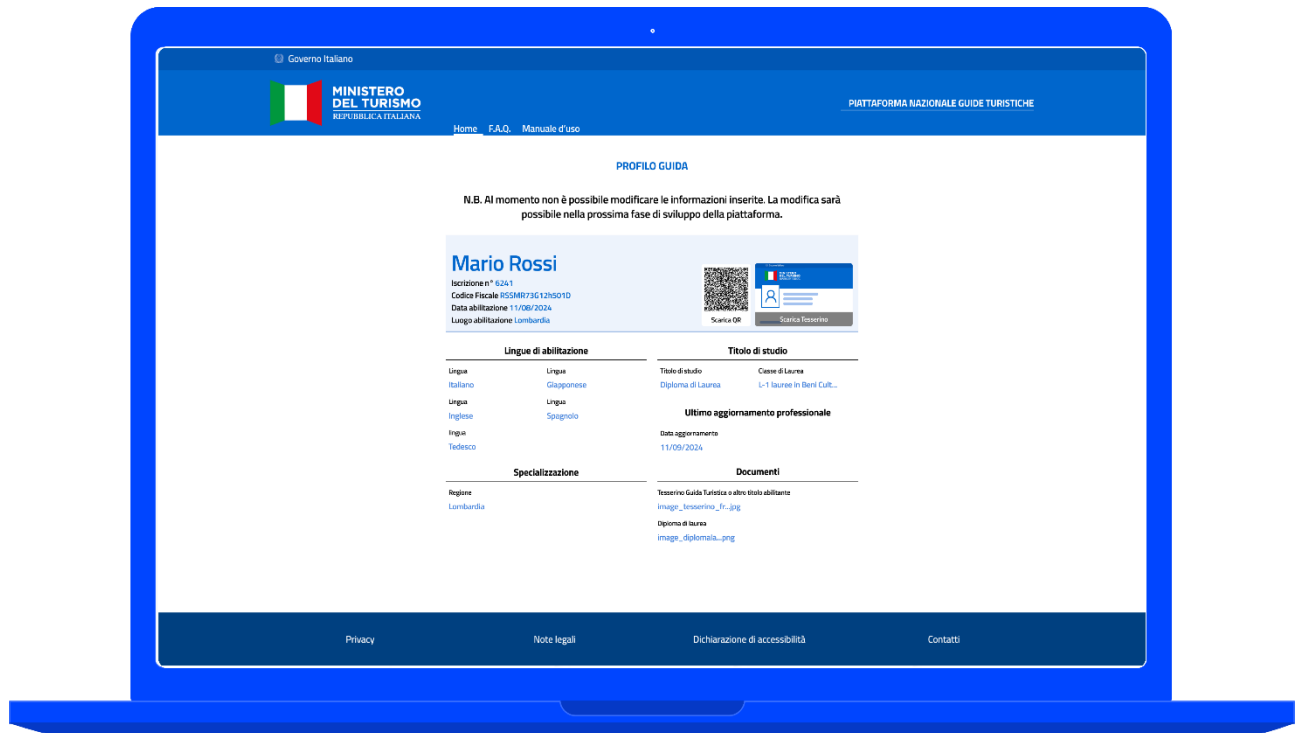 Governo Italiano
MINISTERO
DEL TURISMO
REPUBBLICA ITALIANA
PIATTAFORMA NAZIONALE GUIDE TURISTICHE
Home F.A.Q. Manuale d'uso
PROFILO GUIDA
N.B. Al momento non è possibile modificare le informazioni inserite. La modifica sarà
possibile nella prossima fase di sviluppo della piattaforma.
Mario Rossi
Iscrizione n° 6241
Codice Fiscale RSSMR73G12h501D
Data abilitazione 11/08/2024
Luogo abilitazione Lombardia
Scarica QR
Scarica Tesserino
Lingue di abilitazione
Lingua Lingua
Italiano Giapponese
Lingua Lingua
Inglese Spagnolo
lingua
Tedesco
Titolo di studio
Titolo di studio Classe di Laurea
Diploma di Laurea L-1 lauree in Beni Cult...
Ultimo aggiornamento professionale
Data aggiornamento
11/09/2024
Specializzazione
Regione
Lombardia
Documenti
Tesserino Guida Turistica o altro titolo abilitante
image_tesserino_fr...jpg
Diploma di laurea
image_diplomala...png
Privacy Note legali Dichiarazione di accessibilità Contatti